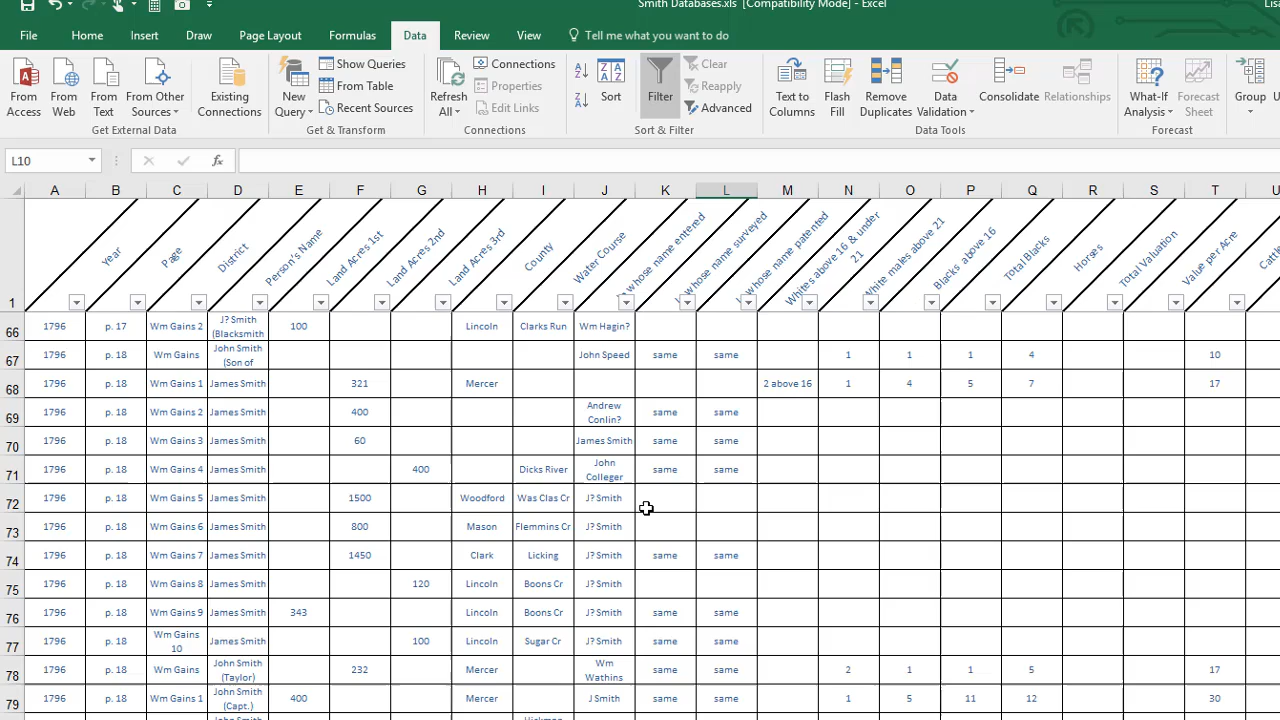 Smith Databases.xls [Compatibility Mode] - Excel
File Home Insert Draw Page Layout Formulas Data Review View Tell me what you want to do
From Access
From Web
From Text
From Other Sources
Existing Connections
Get External Data
New Query
Show Queries
From Table
Recent Sources
Get & Transform
Refresh All
Connections
Properties
Edit Links
Connections
Sort
Filter
Clear
Reapply
Advanced
Sort & Filter
Text to Columns
Flash Fill
Remove Duplicates
Data Validation
Consolidate
Relationships
Data Tools
What-If Analysis
Forecast Sheet
Forecast
Group
L10
fx
A B C D E F G H I J K L M N O P Q R S T
1
Year
Page
District
Person's Name
Land Acres 1st
Land Acres 2nd
Land Acres 3rd
County
Water Course
whose name entered
whose name surveyed
whose name patented
Whites above 16 & under 21
White males above 21
Blacks above 16
Total Blacks
Horses
Total Valuation
Value per Acre
66 1796 p. 17 Wm Gains 2 J? Smith (Blacksmith 100 Lincoln Clarks Run Wm Hagin?
67 1796 p. 18 Wm Gains John Smith (Son of John Speed same same 1 1 1 4 10
68 1796 p. 18 Wm Gains 1 James Smith 321 Mercer 2 above 16 1 4 5 7 17
69 1796 p. 18 Wm Gains 2 James Smith 400 Andrew Conlin? same same
70 1796 p. 18 Wm Gains 3 James Smith 60 James Smith same same
71 1796 p. 18 Wm Gains 4 James Smith 400 Dicks River John Colleger same same
72 1796 p. 18 Wm Gains 5 James Smith 1500 Woodford Was Clas Cr J? Smith
73 1796 p. 18 Wm Gains 6 James Smith 800 Mason Flemmins Cr J? Smith
74 1796 p. 18 Wm Gains 7 James Smith 1450 Clark Licking J? Smith same same
75 1796 p. 18 Wm Gains 8 James Smith 120 Lincoln Boons Cr J? Smith
76 1796 p. 18 Wm Gains 9 James Smith 343 Lincoln Boons Cr J? Smith same same
77 1796 p. 18 Wm Gains 10 James Smith 100 Lincoln Sugar Cr J? Smith same same
78 1796 p. 18 Wm Gains John Smith (Taylor) 232 Mercer Wm Wathins same same 2 1 1 5 17
79 1796 p. 18 Wm Gains 1 John Smith (Capt.) 400 Mercer J Smith same same 1 5 11 12 30